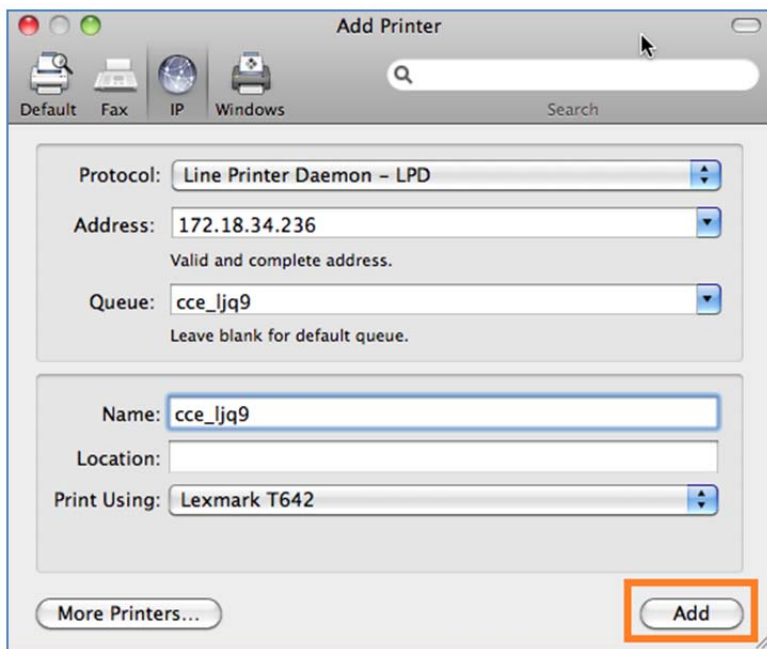 Add Printer
Default Fax IP Windows Search
Protocol: Line Printer Daemon – LPD
Address: 172.18.34.236
Valid and complete address.
Queue: cce_ljq9
Leave blank for default queue.
Name: cce_ljq9
Location:
Print Using: Lexmark T642
More Printers... Add